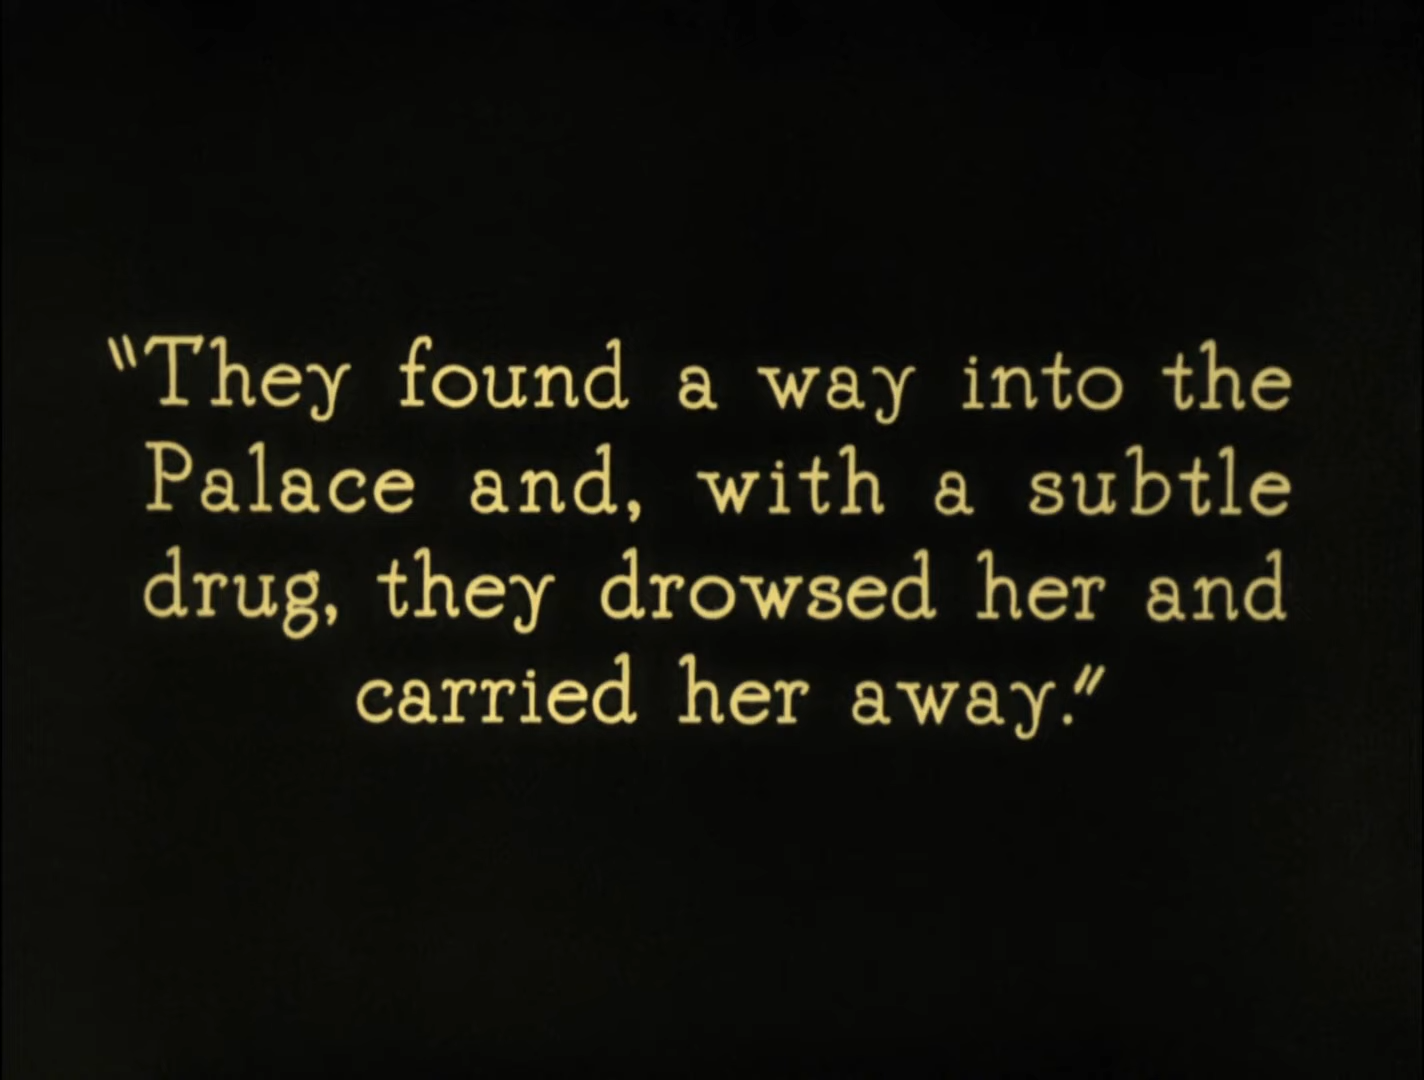 "They found a way into the
Palace and, with a subtle
drug, they drowsed her and
carried her away."